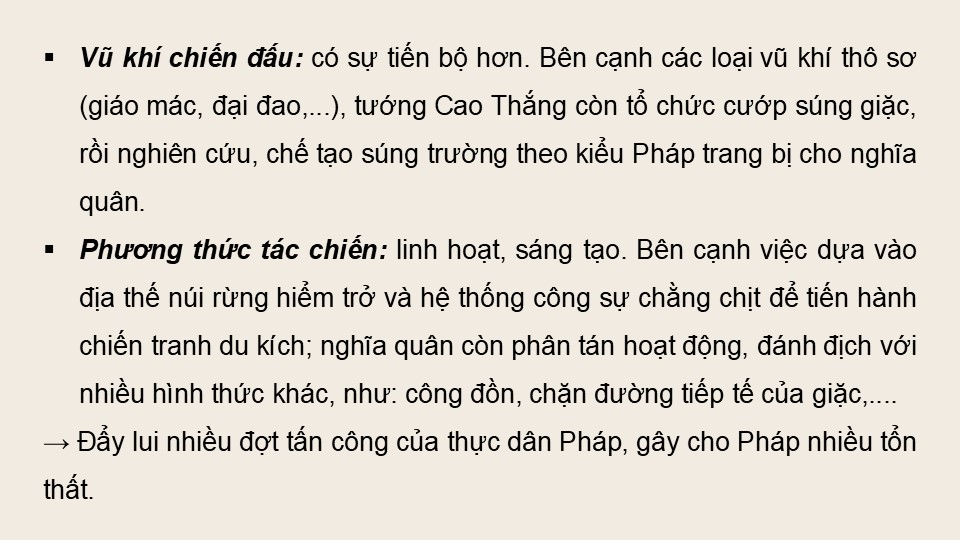 ▪ Vũ khí chiến đấu: có sự tiến bộ hơn. Bên cạnh các loại vũ khí thô sơ
(giáo mác, đại đao,...), tướng Cao Thắng còn tổ chức cướp súng giặc,
rồi nghiên cứu, chế tạo súng trường theo kiểu Pháp trang bị cho nghĩa
quân.
▪ Phương thức tác chiến: linh hoạt, sáng tạo. Bên cạnh việc dựa vào
địa thế núi rừng hiểm trở và hệ thống công sự chằng chịt để tiến hành
chiến tranh du kích; nghĩa quân còn phân tán hoạt động, đánh địch với
nhiều hình thức khác, như: công đồn, chặn đường tiếp tế của giặc,....
→ Đẩy lui nhiều đợt tấn công của thực dân Pháp, gây cho Pháp nhiều tổn
thất.